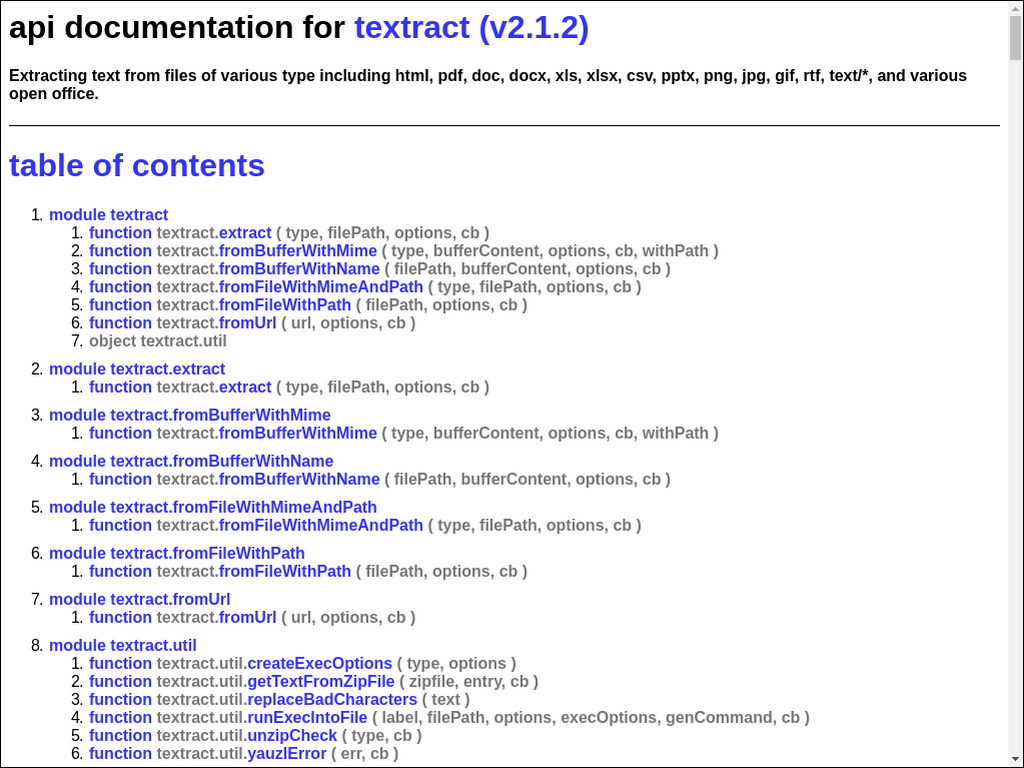 api documentation for textract (v2.1.2)
Extracting text from files of various type including html, pdf, doc, docx, xls, xlsx, csv, pptx, png, jpg, gif, rtf, text/*, and various
open office.
table of contents
1. module textract
1. function textract.extract ( type, filePath, options, cb )
2. function textract.fromBufferWithMime ( type, bufferContent, options, cb, withPath )
3. function textract.fromBufferWithName ( filePath, bufferContent, options, cb )
4. function textract.fromFileWithMimeAndPath ( type, filePath, options, cb )
5. function textract.fromFileWithPath ( filePath, options, cb )
6. function textract.fromUrl ( url, options, cb )
7. object textract.util
2. module textract.extract
1. function textract.extract ( type, filePath, options, cb )
3. module textract.fromBufferWithMime
1. function textract.fromBufferWithMime ( type, bufferContent, options, cb, withPath )
4. module textract.fromBufferWithName
1. function textract.fromBufferWithName ( filePath, bufferContent, options, cb )
5. module textract.fromFileWithMimeAndPath
1. function textract.fromFileWithMimeAndPath ( type, filePath, options, cb )
6. module textract.fromFileWithPath
1. function textract.fromFileWithPath ( filePath, options, cb )
7. module textract.fromUrl
1. function textract.fromUrl ( url, options, cb )
8. module textract.util
1. function textract.util.createExecOptions ( type, options )
2. function textract.util.getTextFromZipFile ( zipfile, entry, cb )
3. function textract.util.replaceBadCharacters ( text )
4. function textract.util.runExecIntoFile ( label, filePath, options, execOptions, genCommand, cb )
5. function textract.util.unzipCheck ( type, cb )
6. function textract.util.yauzlError ( err, cb )